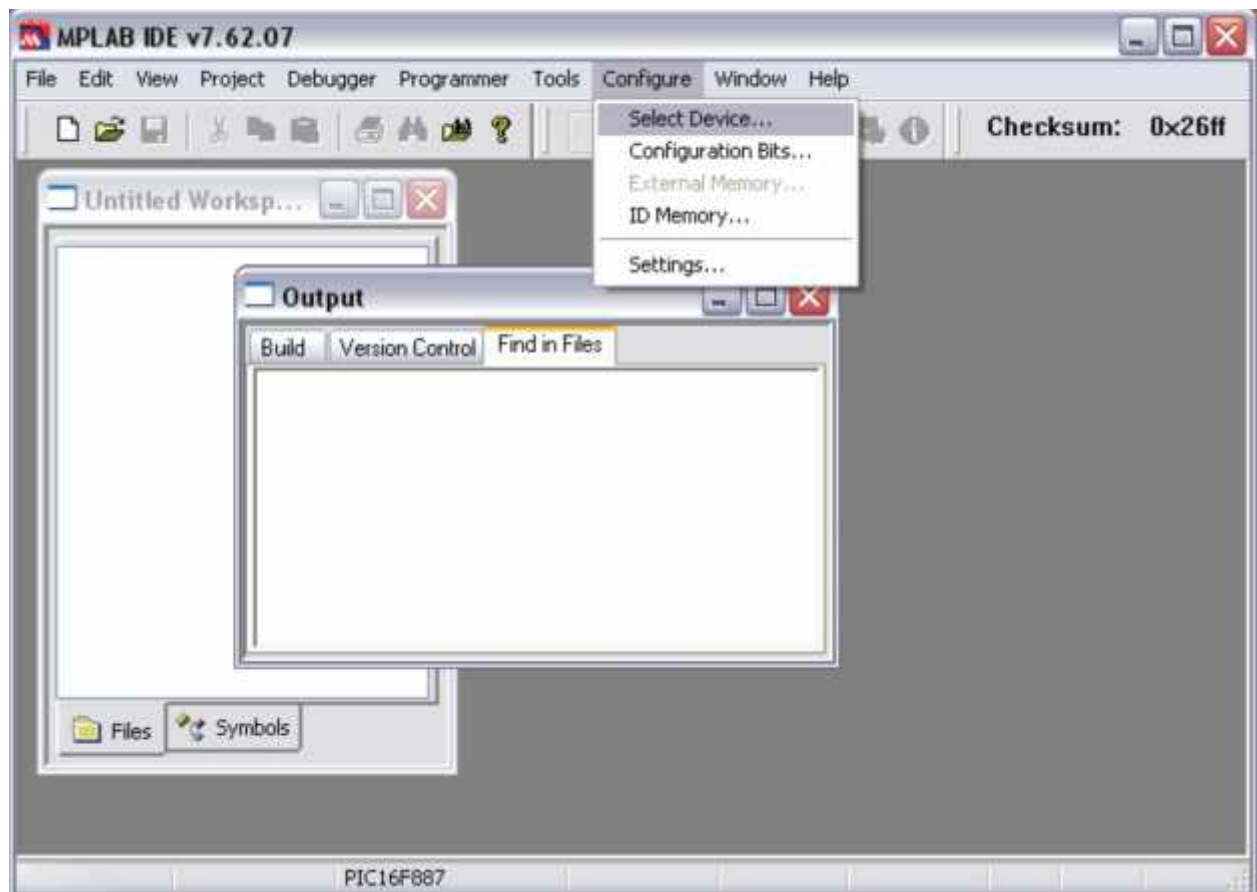 MPLAB IDE v7.62.07
File Edit View Project Debugger Programmer Tools Configure Window Help
Checksum: 0x26ff
Select Device...
Configuration Bits...
External Memory...
ID Memory...
Settings...
Untitled Worksp...
Output
Build Version Control Find in Files
Files Symbols
PIC16F887